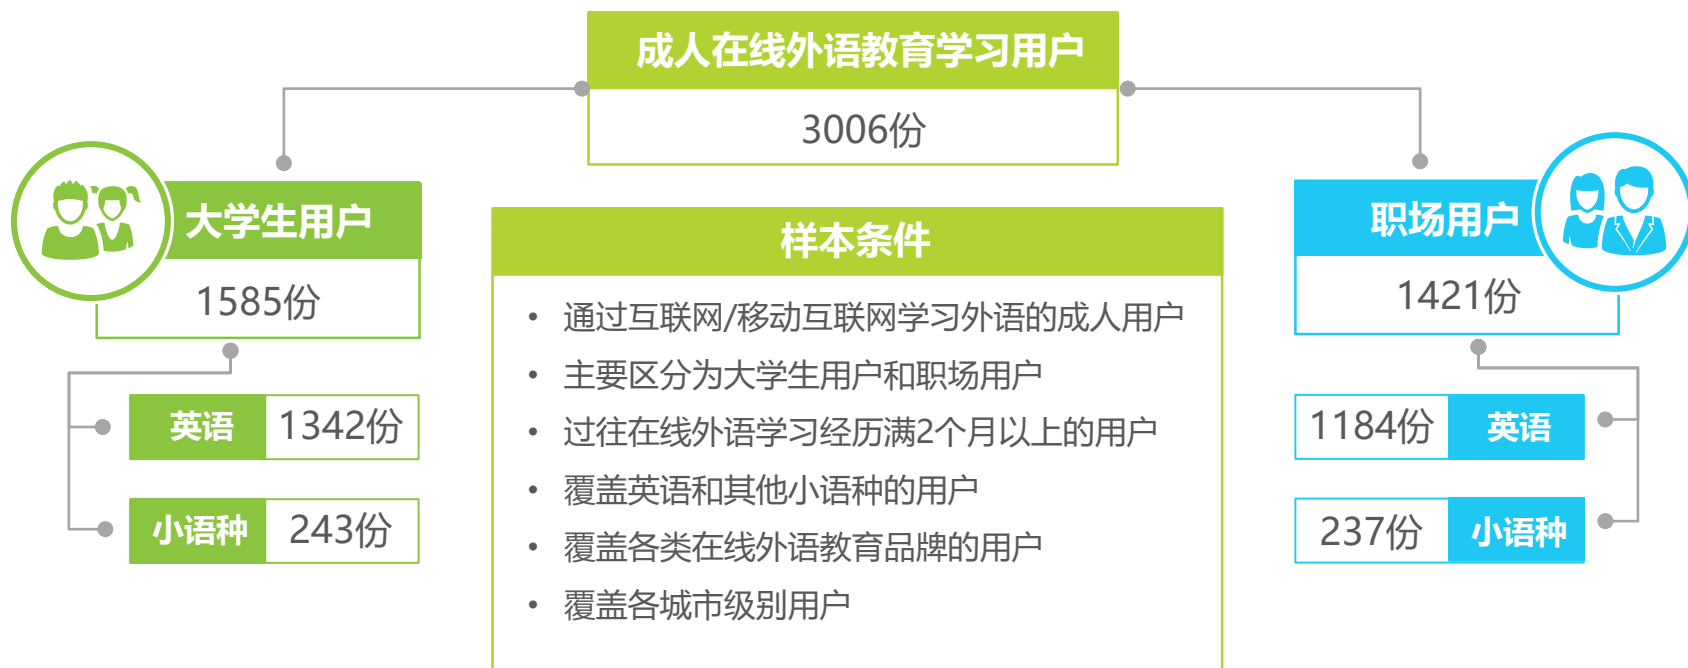 成人在线外语教育学习用户
3006份
大学生用户
1585份
英语 1342份
小语种 243份
样本条件
• 通过互联网/移动互联网学习外语的成人用户
• 主要区分为大学生用户和职场用户
• 过往在线外语学习经历满2个月以上的用户
• 覆盖英语和其他小语种的用户
• 覆盖各类在线外语教育品牌的用户
• 覆盖各城市级别用户
职场用户
1421份
1184份 英语
237份 小语种